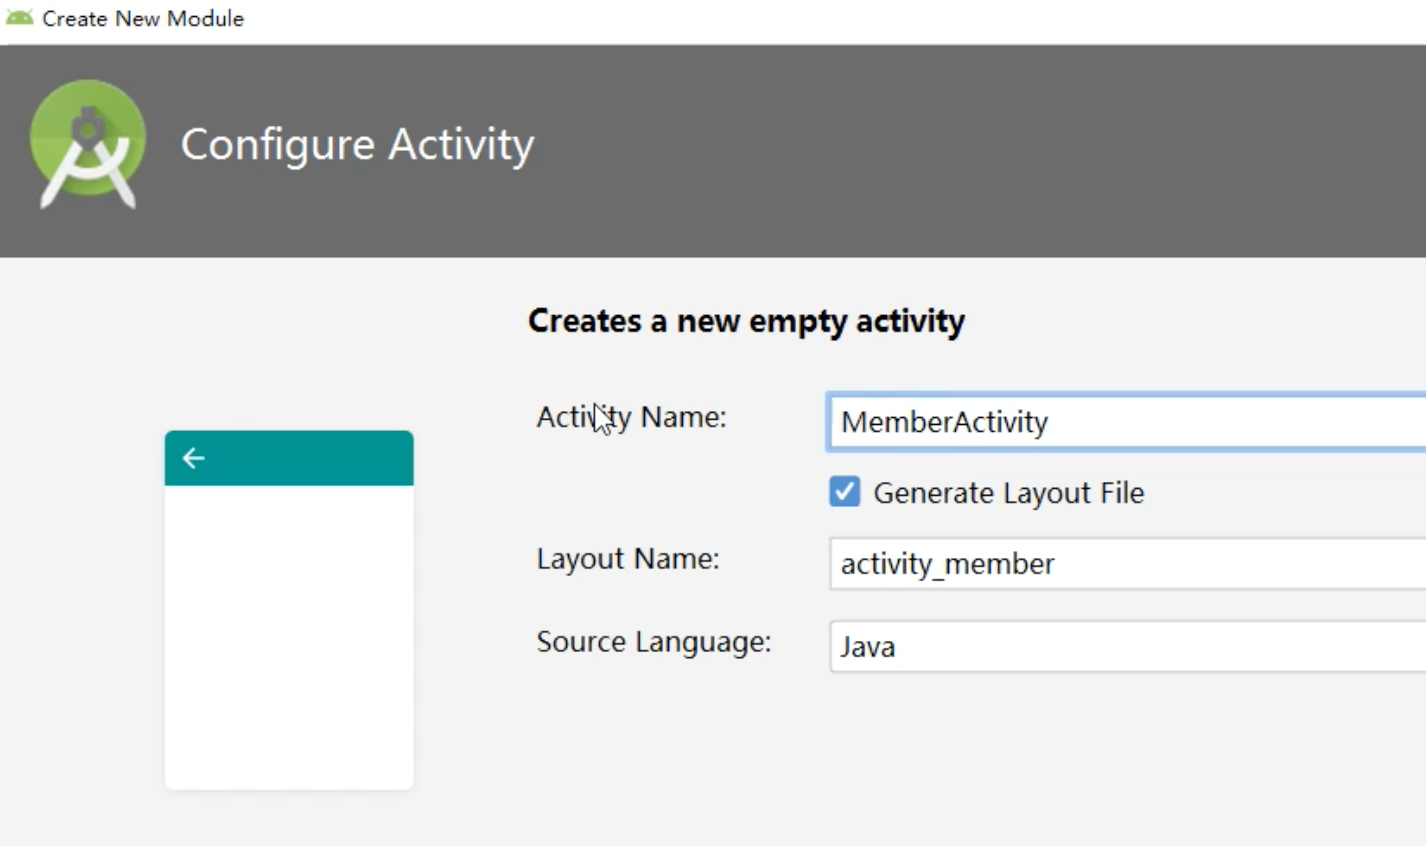 Create New Module
Configure Activity
Creates a new empty activity
Activity Name:
MemberActivity
Generate Layout File
Layout Name:
activity_member
Source Language:
Java